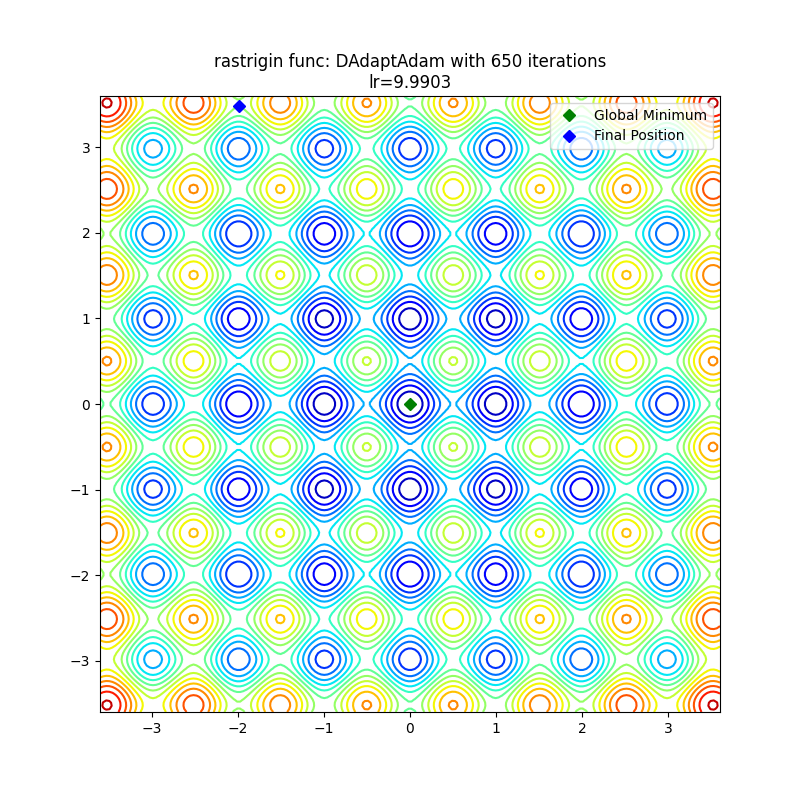 rastrigin func: DAdaptAdam with 650 iterations
lr=9.9903
Global Minimum
Final Position
3
2
1
0
−1
−2
−3
−3 −2 −1 0 1 2 3